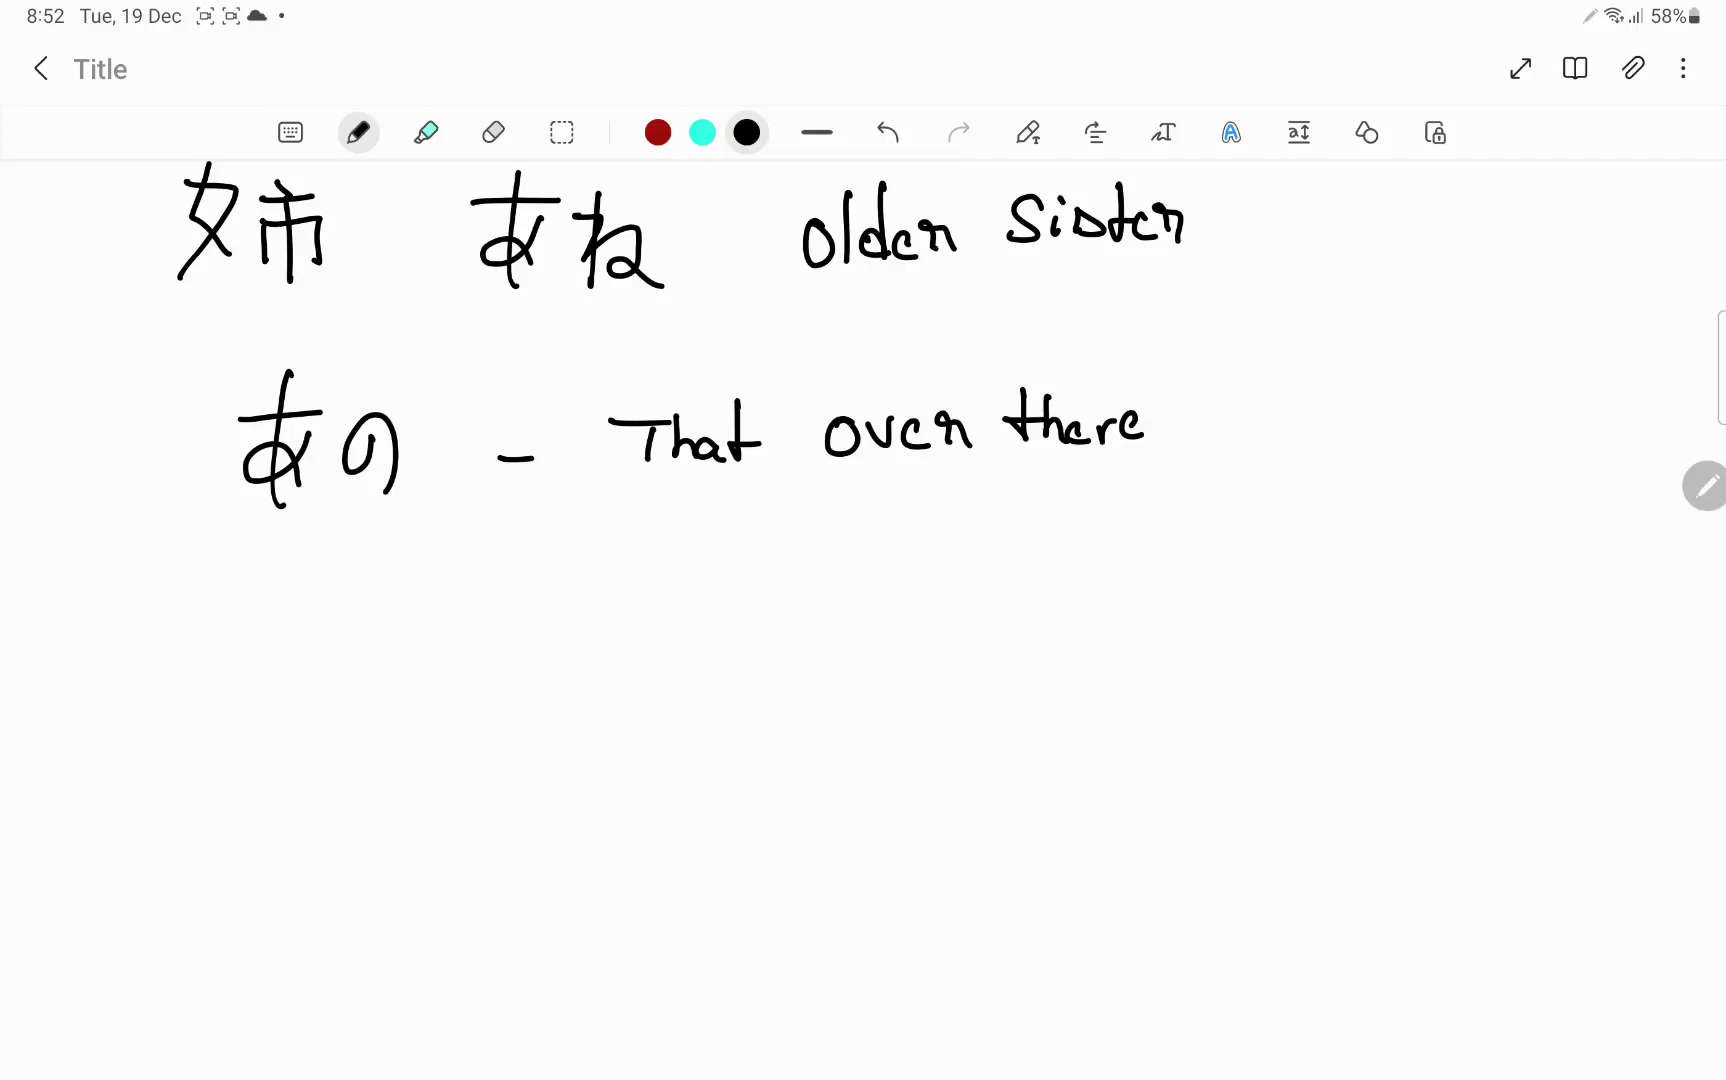 8:52 Tue, 19 Dec 58%
Title
姉 あね older sister
あの - That over there